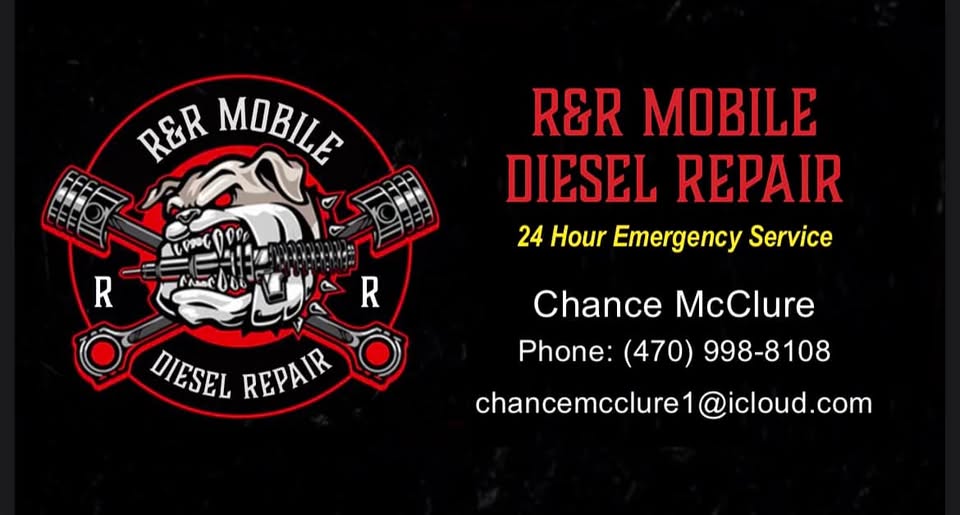 R&R MOBILE
R
R
DIESEL REPAIR
R&R MOBILE
DIESEL REPAIR
24 Hour Emergency Service
Chance McClure
Phone: (470) 998-8108
chancemcclure1@icloud.com